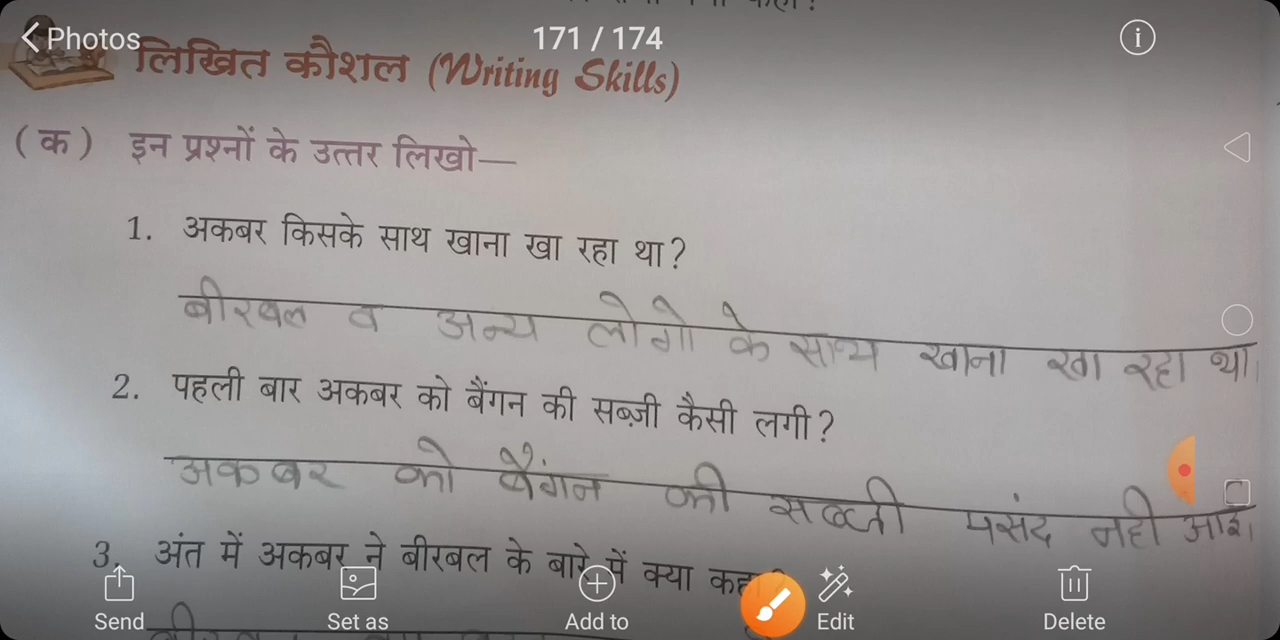 Photos
171 / 174
लिखित कौशल (Writing Skills)
(क) इन प्रश्नों के उत्तर लिखो—
1. अकबर किसके साथ खाना खा रहा था?
बीरबल व अन्य लोगो के साथ खाना खा रहा था।
2. पहली बार अकबर को बैंगन की सब्ज़ी कैसी लगी?
अकबर को बैंगन की सब्जी पसंद नही आई।
3. अंत में अकबर ने बीरबल के बारे में क्या कहा?
Send
Set as
Add to
Edit
Delete